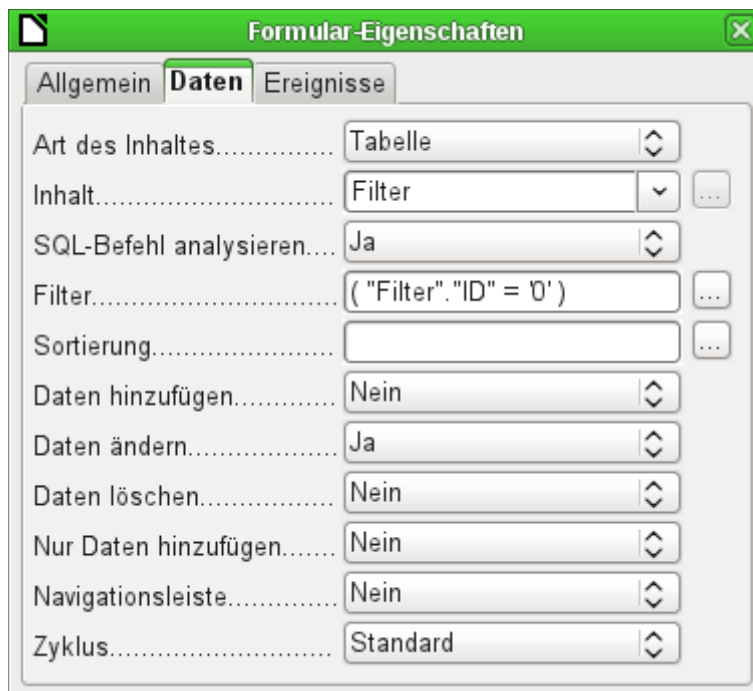 Formular-Eigenschaften
Allgemein Daten Ereignisse
Art des Inhaltes............... Tabelle
Inhalt............................... Filter ...
SQL-Befehl analysieren.... Ja
Filter................................ ( "Filter"."ID" = '0' ) ...
Sortierung....................... ...
Daten hinzufügen............. Nein
Daten ändern................... Ja
Daten löschen.................. Nein
Nur Daten hinzufügen....... Nein
Navigationsleiste.............. Nein
Zyklus............................. Standard